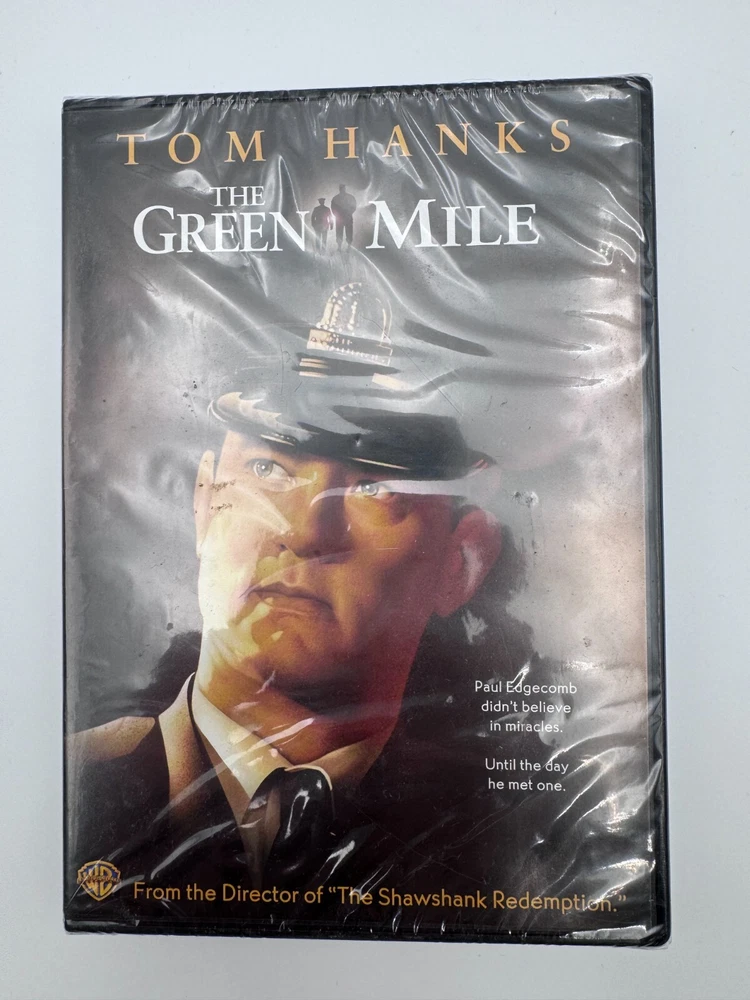 TOM HANKS
THE
GREEN MILE
Paul Edgecomb
didn't believe
in miracles.
Until the day
he met one.
WB
From the Director of "The Shawshank Redemption."